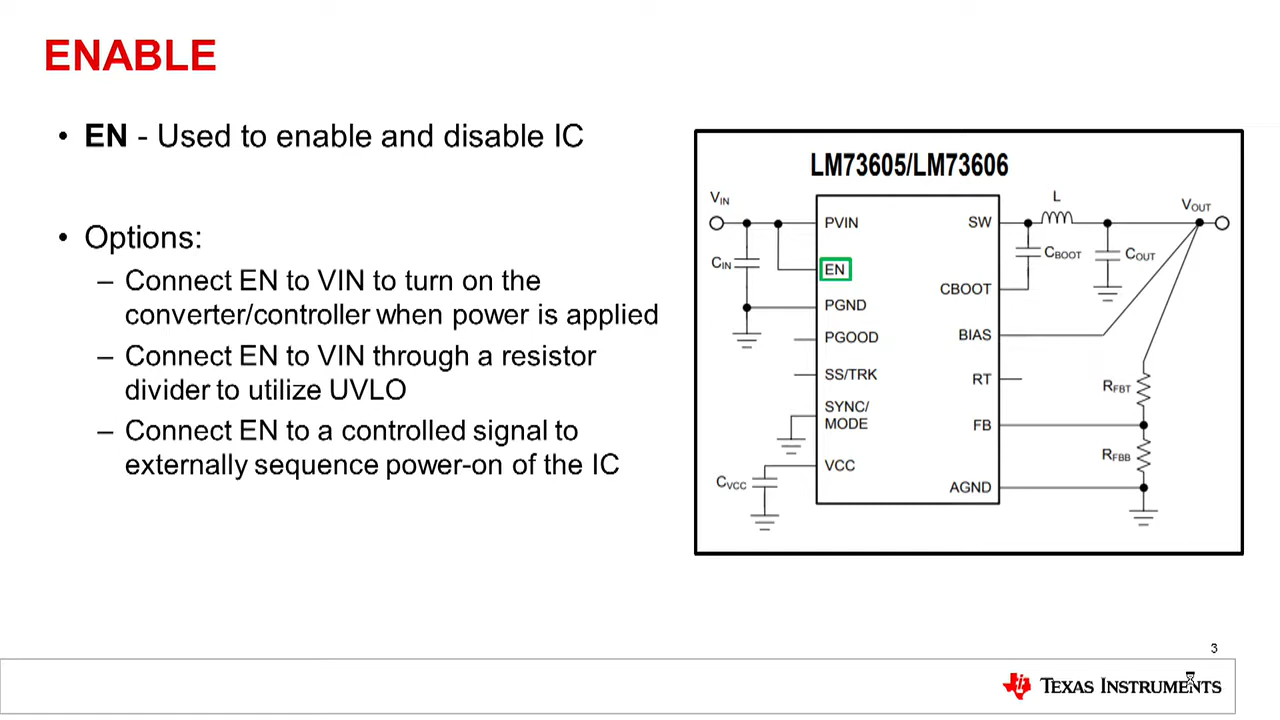 ENABLE
• EN - Used to enable and disable IC
• Options:
– Connect EN to VIN to turn on the
converter/controller when power is applied
– Connect EN to VIN through a resistor
divider to utilize UVLO
– Connect EN to a controlled signal to
externally sequence power-on of the IC
LM73605/LM73606
VIN
L
VOUT
PVIN
SW
CIN
EN
CBOOT
COUT
PGND
CBOOT
PGOOD
BIAS
SS/TRK
RT
RFBT
SYNC/
MODE
FB
RFBB
VCC
CVCC
AGND
3
TEXAS INSTRUMENTS